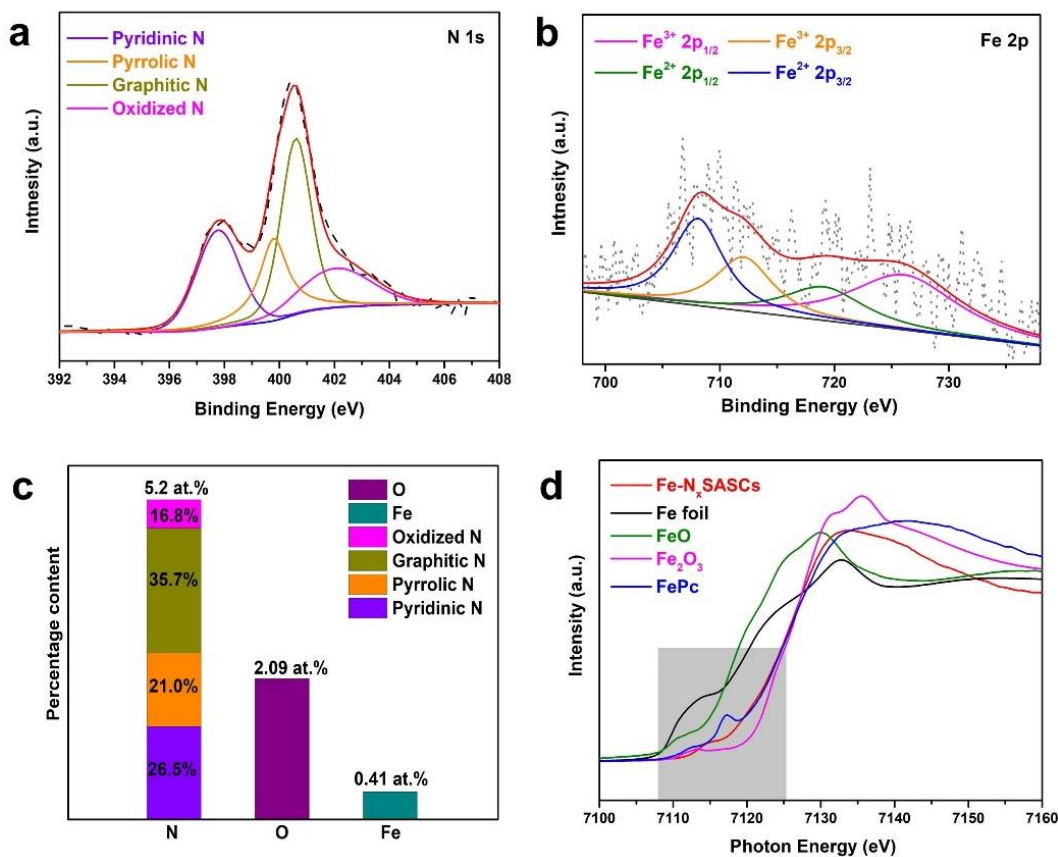 a
N 1s
Pyridinic N
Pyrrolic N
Graphitic N
Oxidized N
Intnesity (a.u.)
392 394 396 398 400 402 404 406 408
Binding Energy (eV)
b
Fe 2p
Fe³⁺ 2p₁/₂ Fe³⁺ 2p₃/₂
Fe²⁺ 2p₁/₂ Fe²⁺ 2p₃/₂
Intnesity (a.u.)
700 710 720 730
Binding Energy (eV)
c
5.2 at.%
16.8%
35.7%
21.0%
26.5%
2.09 at.%
0.41 at.%
O
Fe
Oxidized N
Graphitic N
Pyrrolic N
Pyridinic N
Percentage content
N O Fe
d
Fe-NₓSASCs
Fe foil
FeO
Fe₂O₃
FePc
Intensity (a.u.)
7100 7110 7120 7130 7140 7150 7160
Photon Energy (eV)